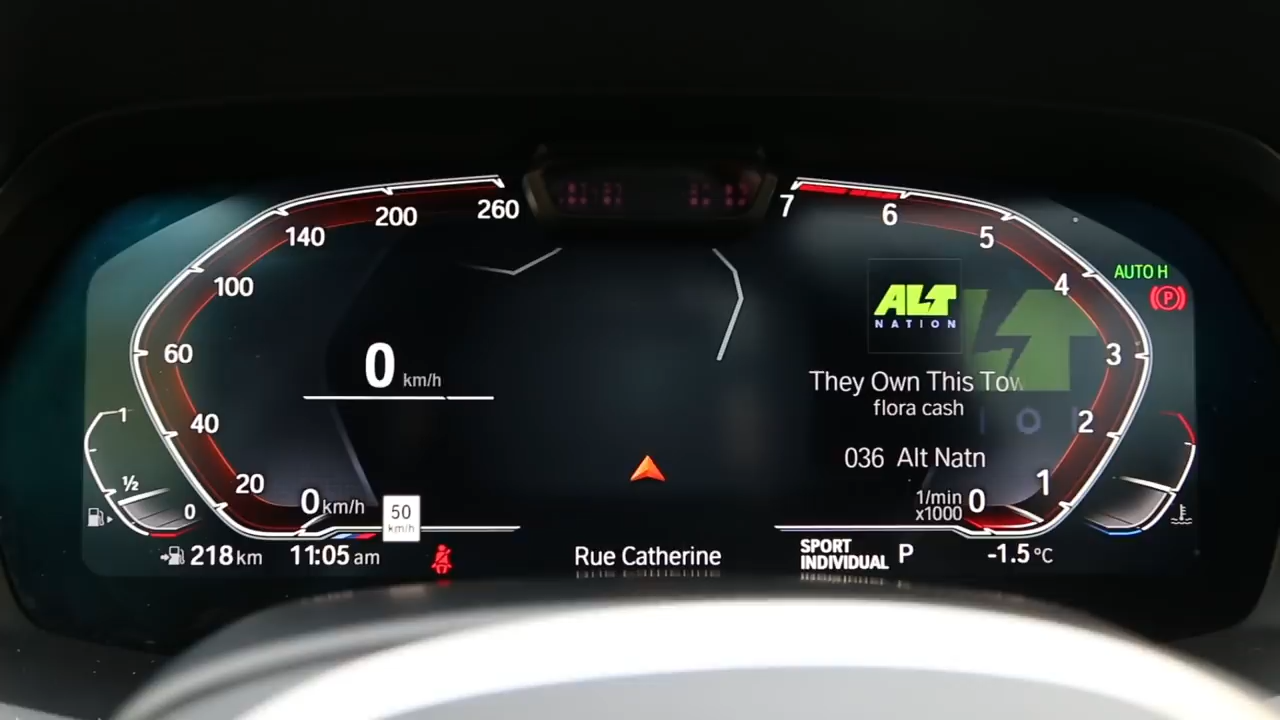 260
200
140
100
60
40
20
0 km/h
0 km/h
50
km/h
1
½
0
218 km
11:05 am
Rue Catherine
7
6
5
4
3
2
1
0
1/min
x1000
AUTO H
P
ALT
NATION
They Own This Tow
flora cash
036 Alt Natn
SPORT
INDIVIDUAL
P
-1.5 °C